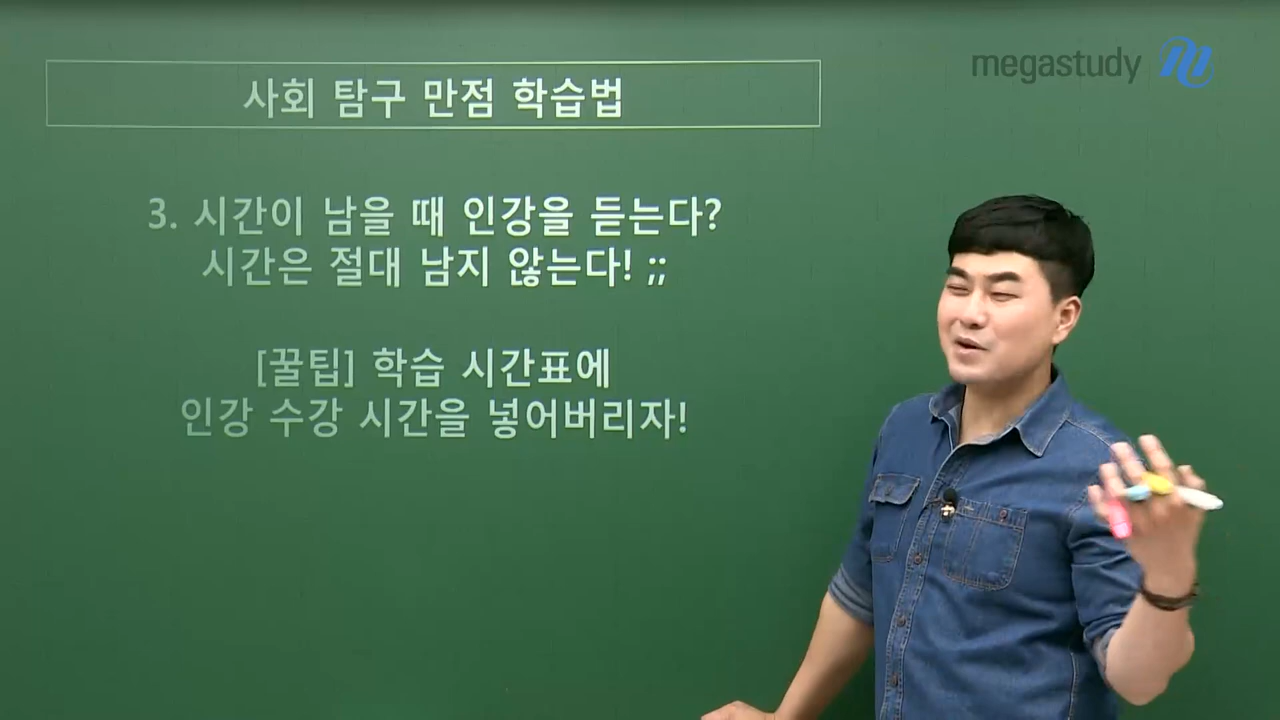 megastudy
사회 탐구 만점 학습법
3. 시간이 남을 때 인강을 듣는다?
시간은 절대 남지 않는다! ;;
[꿀팁] 학습 시간표에
인강 수강 시간을 넣어버리자!